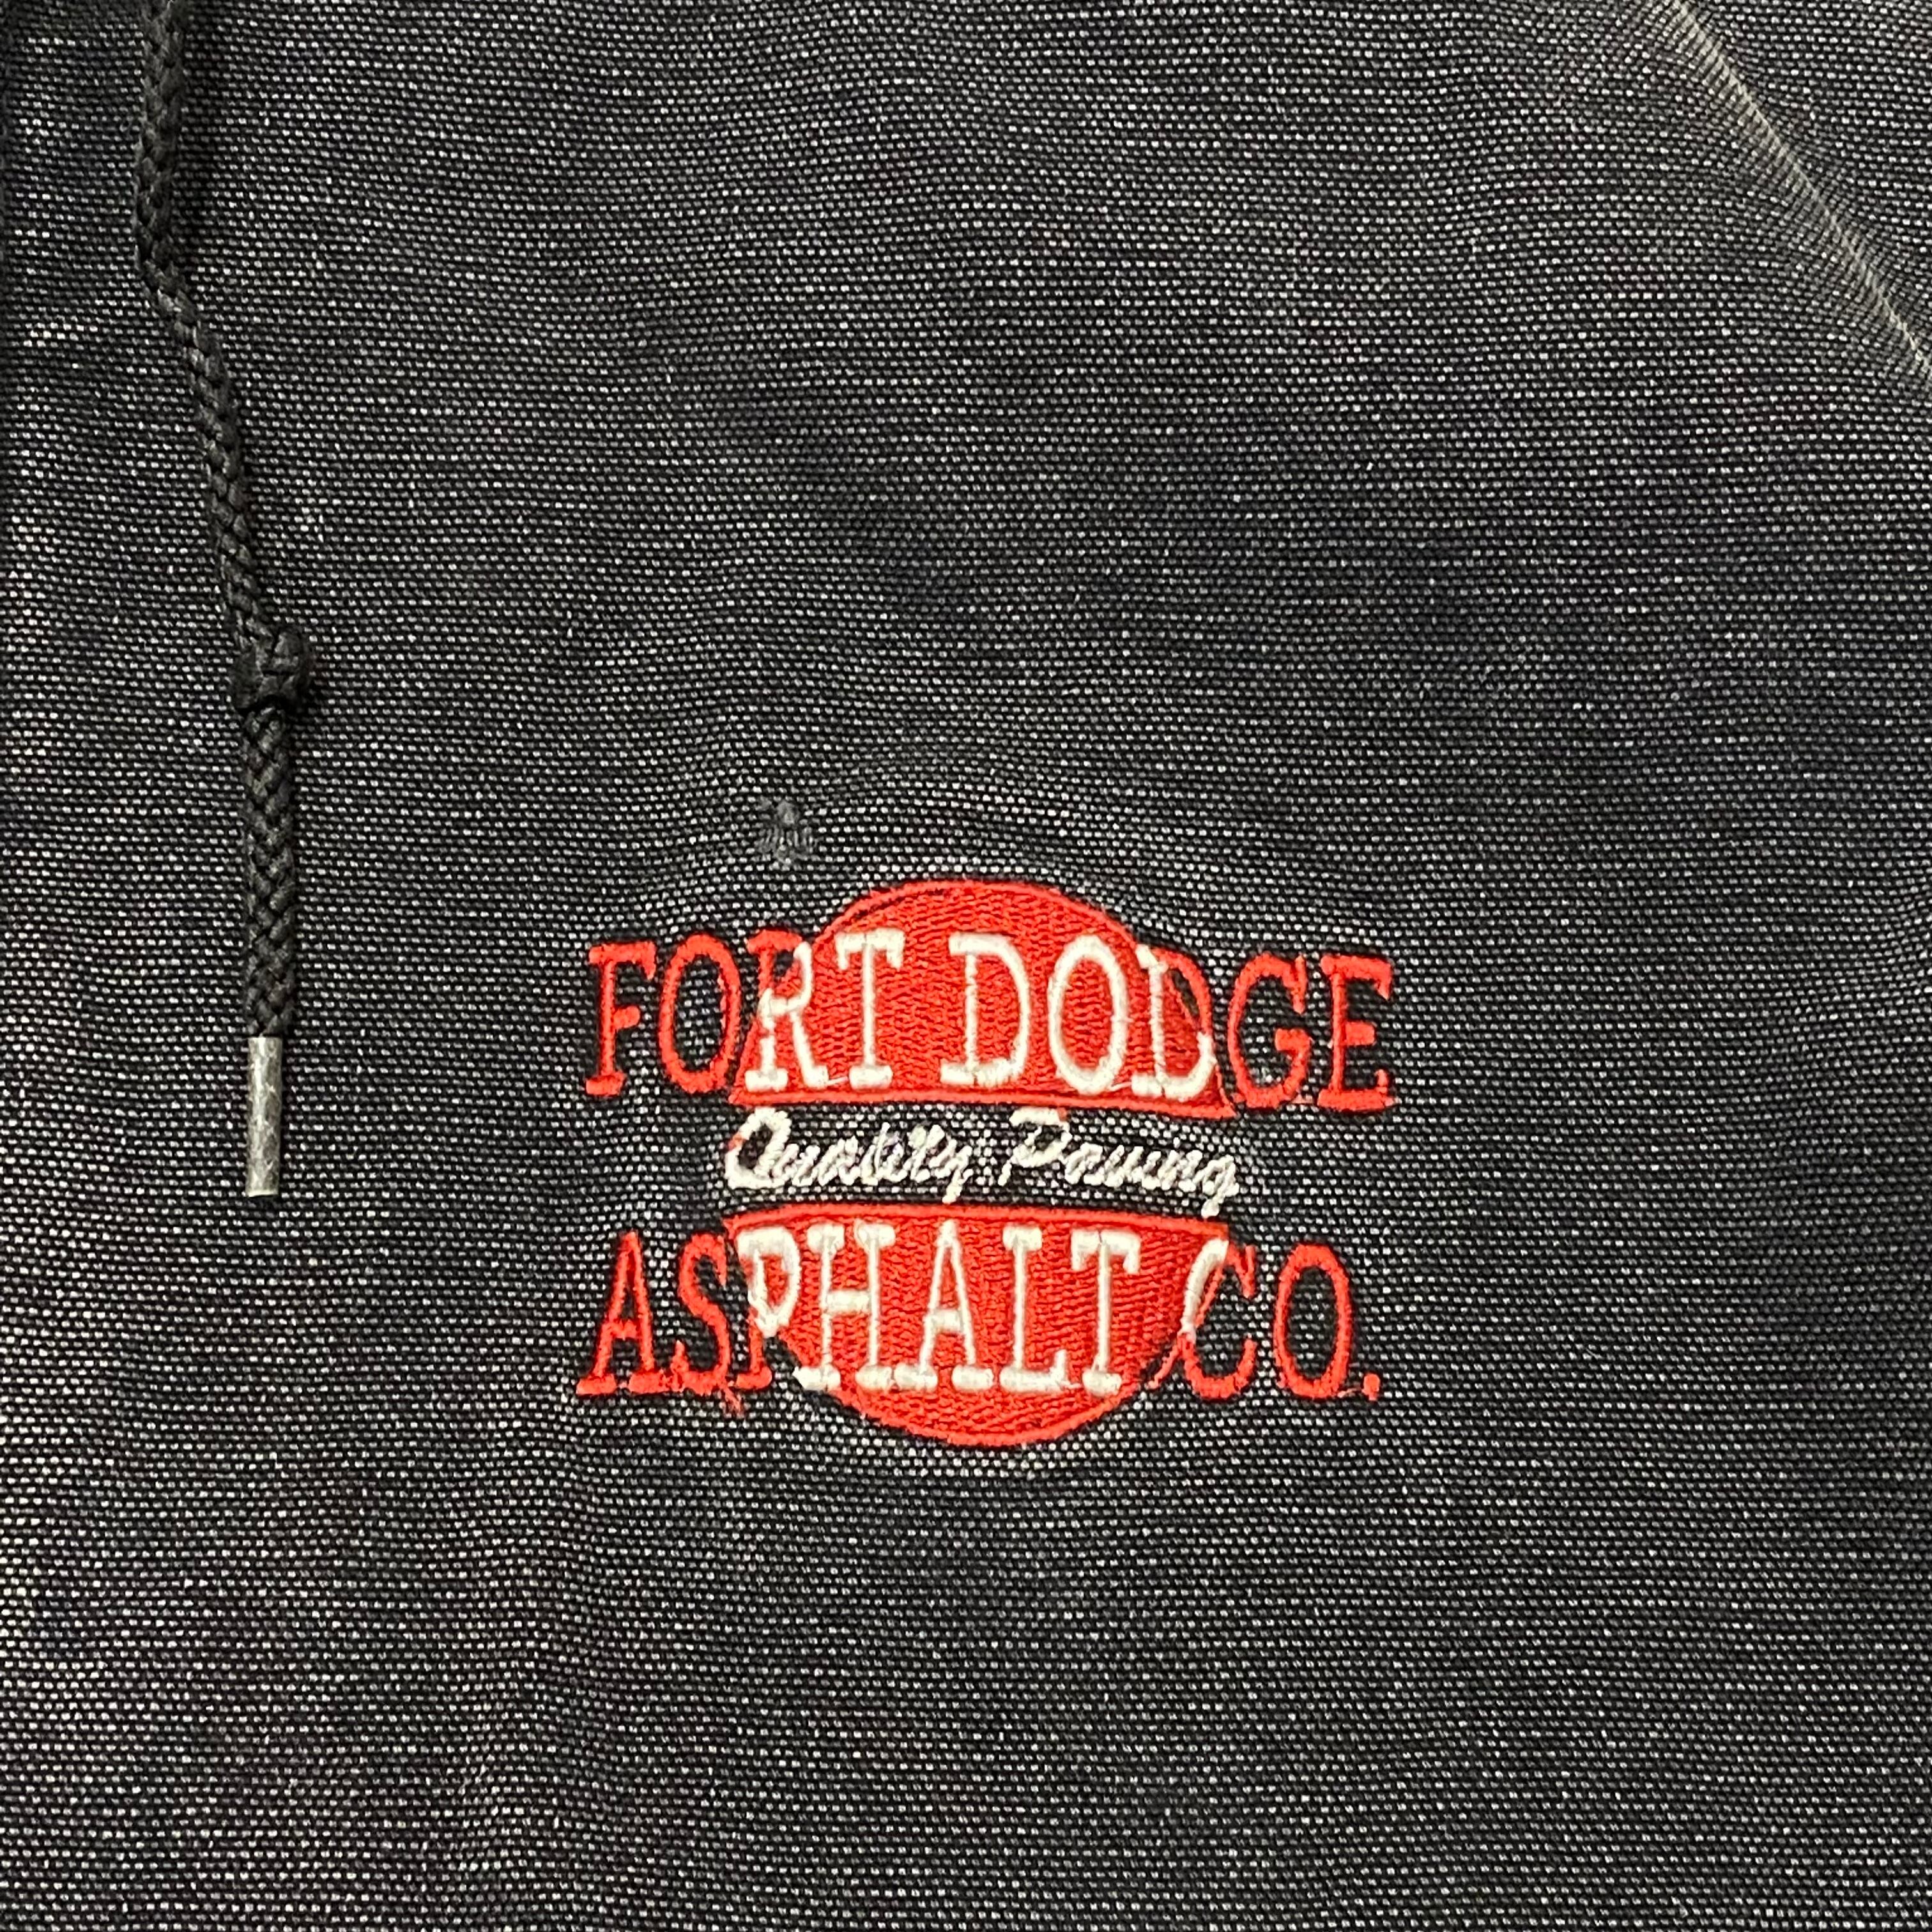 FORT DODGE
Quality Paving
ASPHALT CO.